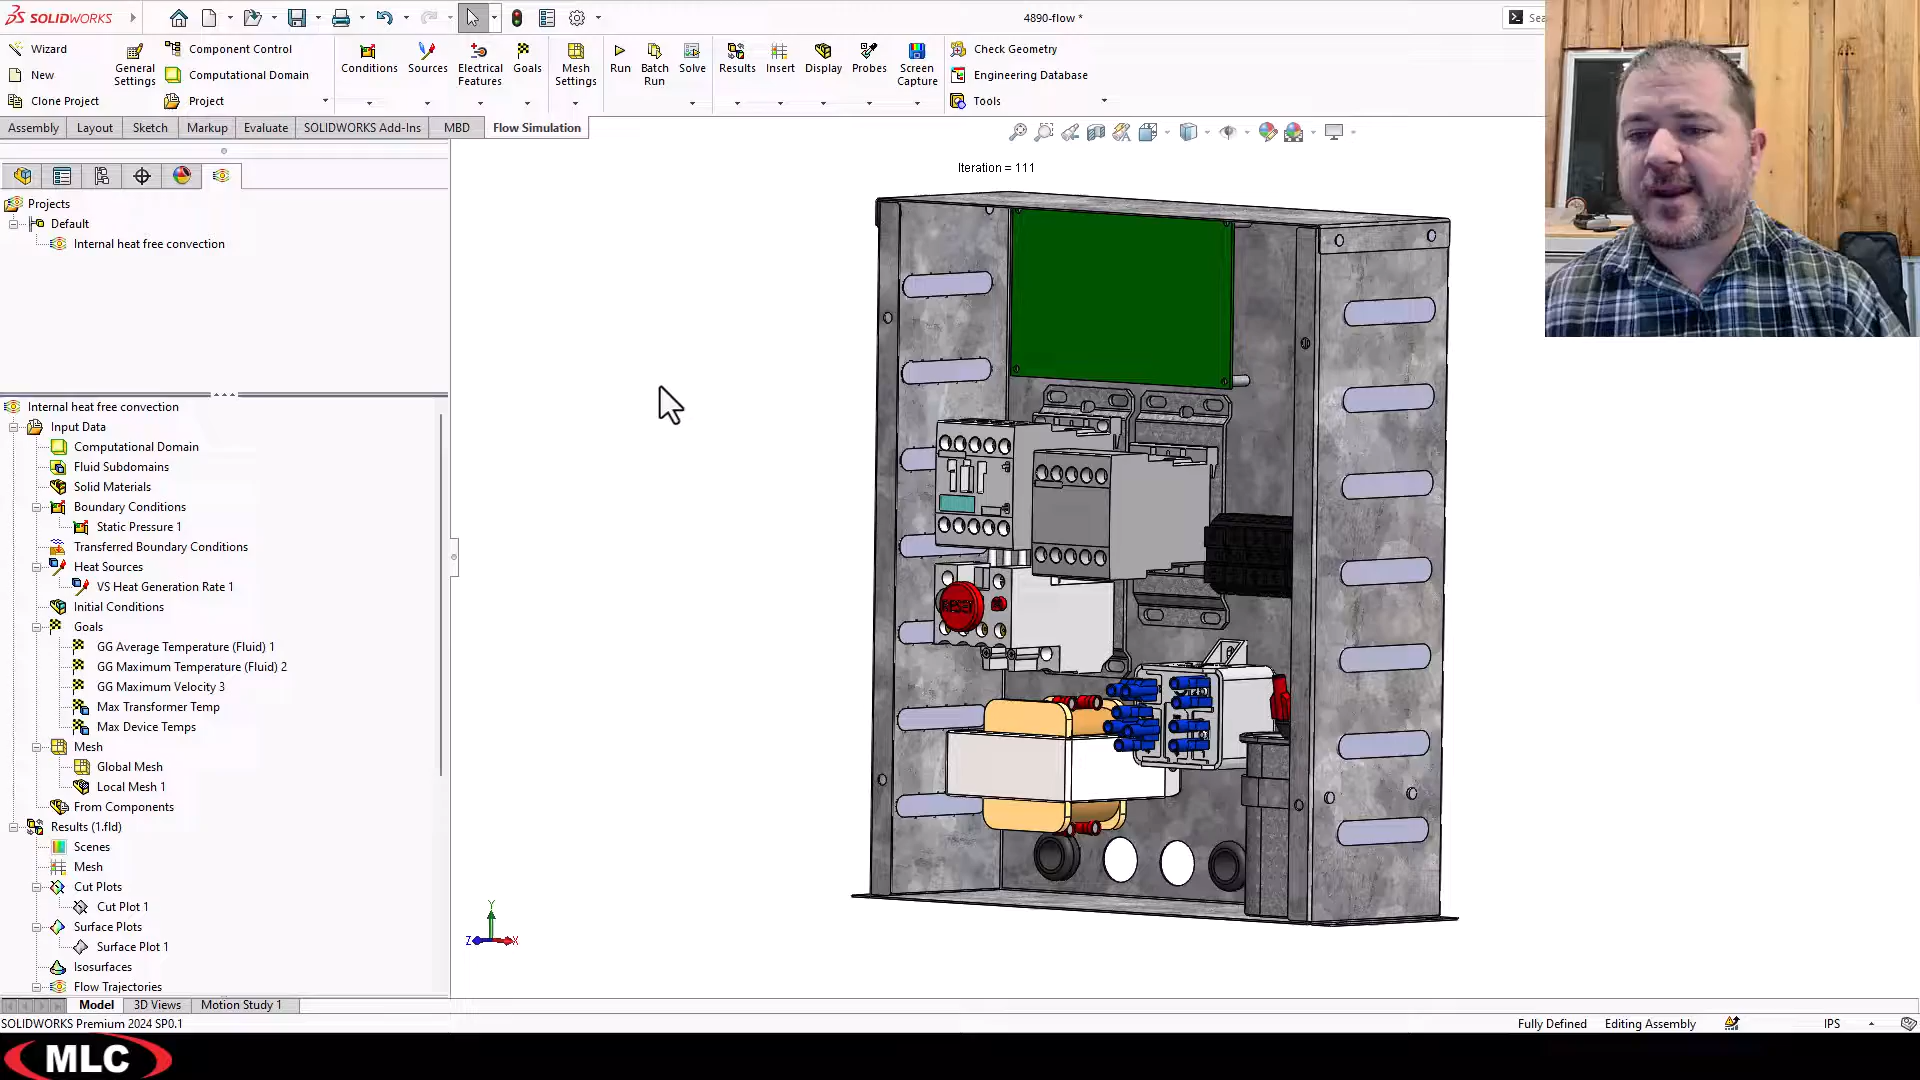 SOLIDWORKS
4890-flow *
Sea
Wizard
New
Clone Project
General Settings
Component Control
Computational Domain
Project
Conditions
Sources
Electrical Features
Goals
Mesh Settings
Run
Batch Run
Solve
Results
Insert
Display
Probes
Screen Capture
Check Geometry
Engineering Database
Tools
Assembly
Layout
Sketch
Markup
Evaluate
SOLIDWORKS Add-Ins
MBD
Flow Simulation
Iteration = 111
Projects
Default
Internal heat free convection
Internal heat free convection
Input Data
Computational Domain
Fluid Subdomains
Solid Materials
Boundary Conditions
Static Pressure 1
Transferred Boundary Conditions
Heat Sources
VS Heat Generation Rate 1
Initial Conditions
Goals
GG Average Temperature (Fluid) 1
GG Maximum Temperature (Fluid) 2
GG Maximum Velocity 3
Max Transformer Temp
Max Device Temps
Mesh
Global Mesh
Local Mesh 1
From Components
Results (1.fld)
Scenes
Mesh
Cut Plots
Cut Plot 1
Surface Plots
Surface Plot 1
Isosurfaces
Flow Trajectories
RESET
Y
Z
X
Model
3D Views
Motion Study 1
SOLIDWORKS Premium 2024 SP0.1
Fully Defined
Editing Assembly
IPS
MLC